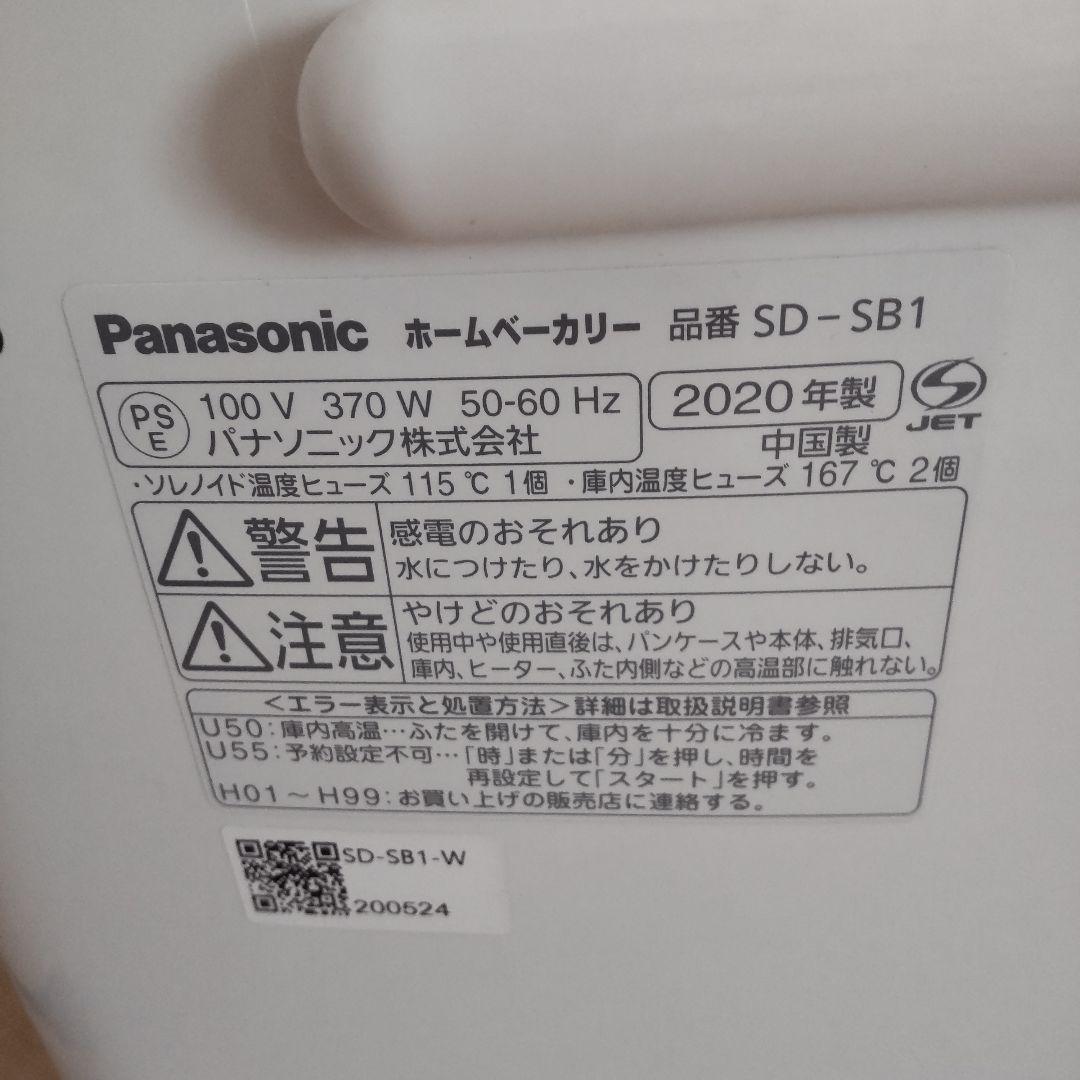 Panasonic ホームベーカリー 品番 SD-SB1
PS E 100 V 370 W 50-60 Hz 2020年製 S JET
パナソニック株式会社 中国製
・ソレノイド温度ヒューズ 115℃ 1個 ・庫内温度ヒューズ 167℃ 2個
警告 感電のおそれあり
水につけたり、水をかけたりしない。
注意 やけどのおそれあり
使用中や使用直後は、パンケースや本体、排気口、
庫内、ヒーター、ふた内側などの高温部に触れない。
<エラー表示と処置方法>詳細は取扱説明書参照
U50:庫内高温…ふたを開けて、庫内を十分に冷ます。
U55:予約設定不可…「時」または「分」を押し、時間を
再設定して「スタート」を押す。
H01~H99:お買い上げの販売店に連絡する。
SD-SB1-W
200524